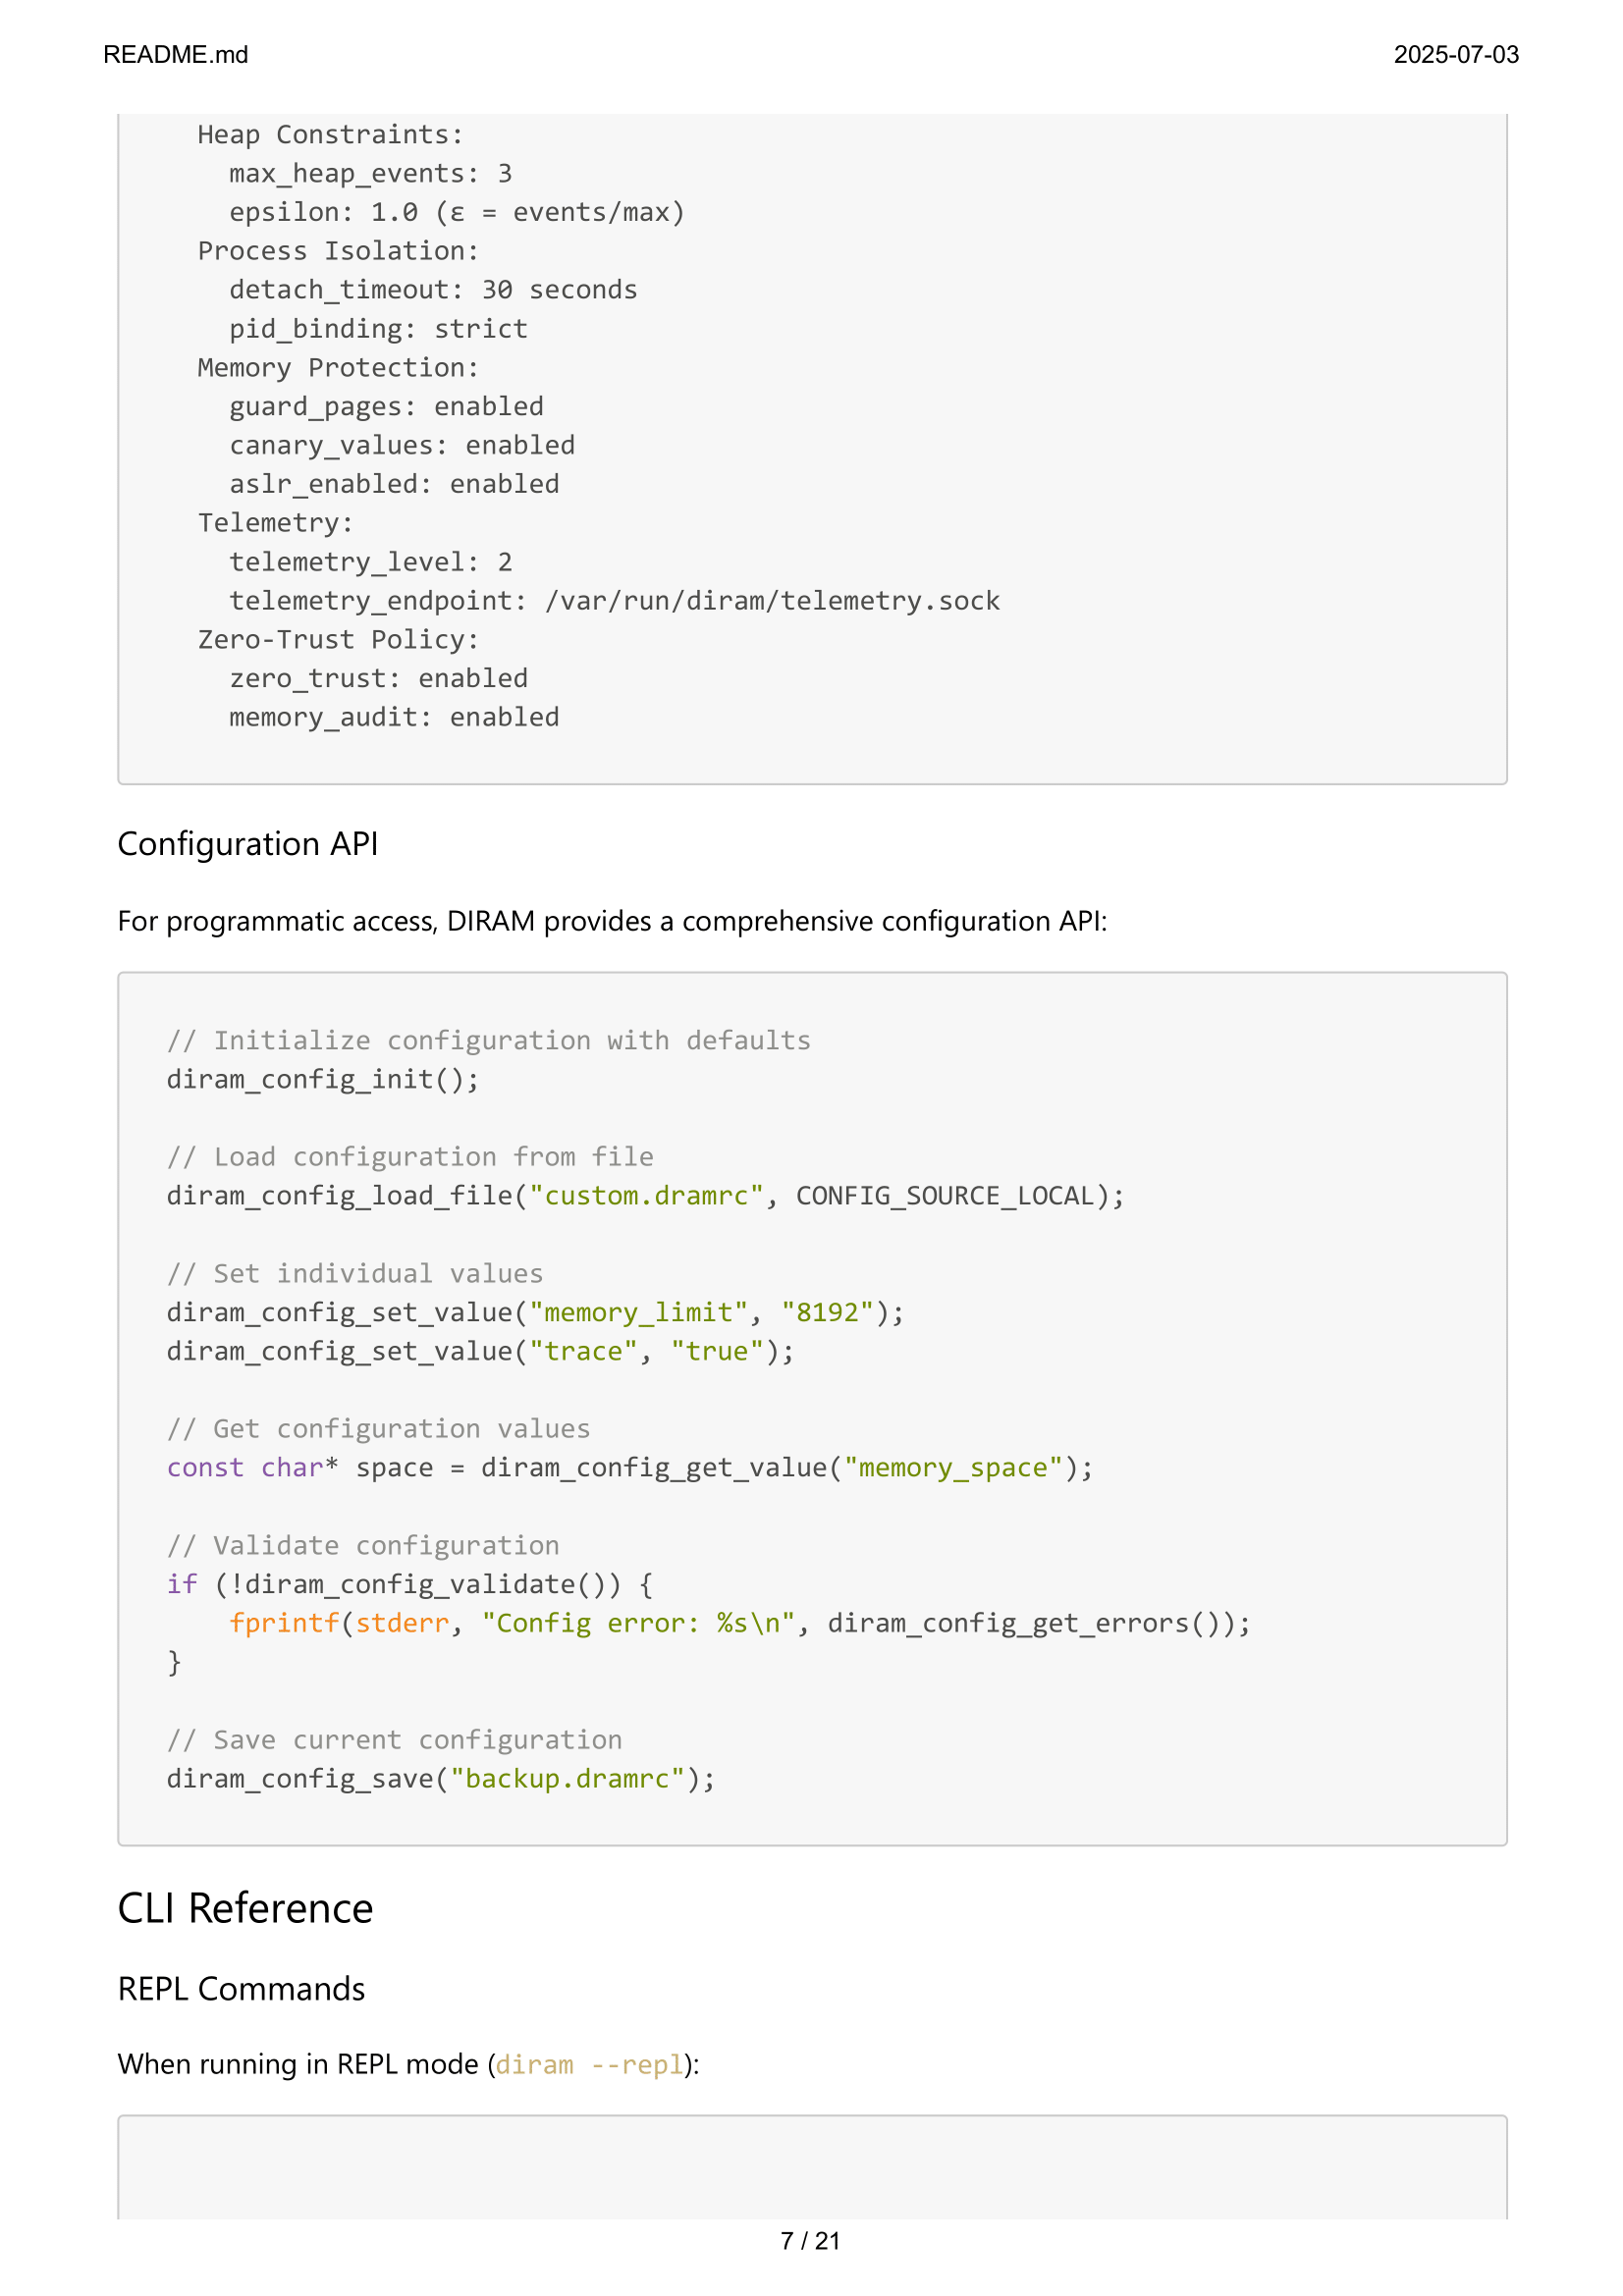 README.md
2025-07-03
Heap Constraints:
  max_heap_events: 3
  epsilon: 1.0 (ε = events/max)
Process Isolation:
  detach_timeout: 30 seconds
  pid_binding: strict
Memory Protection:
  guard_pages: enabled
  canary_values: enabled
  aslr_enabled: enabled
Telemetry:
  telemetry_level: 2
  telemetry_endpoint: /var/run/diram/telemetry.sock
Zero-Trust Policy:
  zero_trust: enabled
  memory_audit: enabled
Configuration API
For programmatic access, DIRAM provides a comprehensive configuration API:
// Initialize configuration with defaults
diram_config_init();
// Load configuration from file
diram_config_load_file("custom.dramrc", CONFIG_SOURCE_LOCAL);
// Set individual values
diram_config_set_value("memory_limit", "8192");
diram_config_set_value("trace", "true");
// Get configuration values
const char* space = diram_config_get_value("memory_space");
// Validate configuration
if (!diram_config_validate()) {
    fprintf(stderr, "Config error: %s\n", diram_config_get_errors());
}
// Save current configuration
diram_config_save("backup.dramrc");
CLI Reference
REPL Commands
When running in REPL mode (diram --repl):
7 / 21